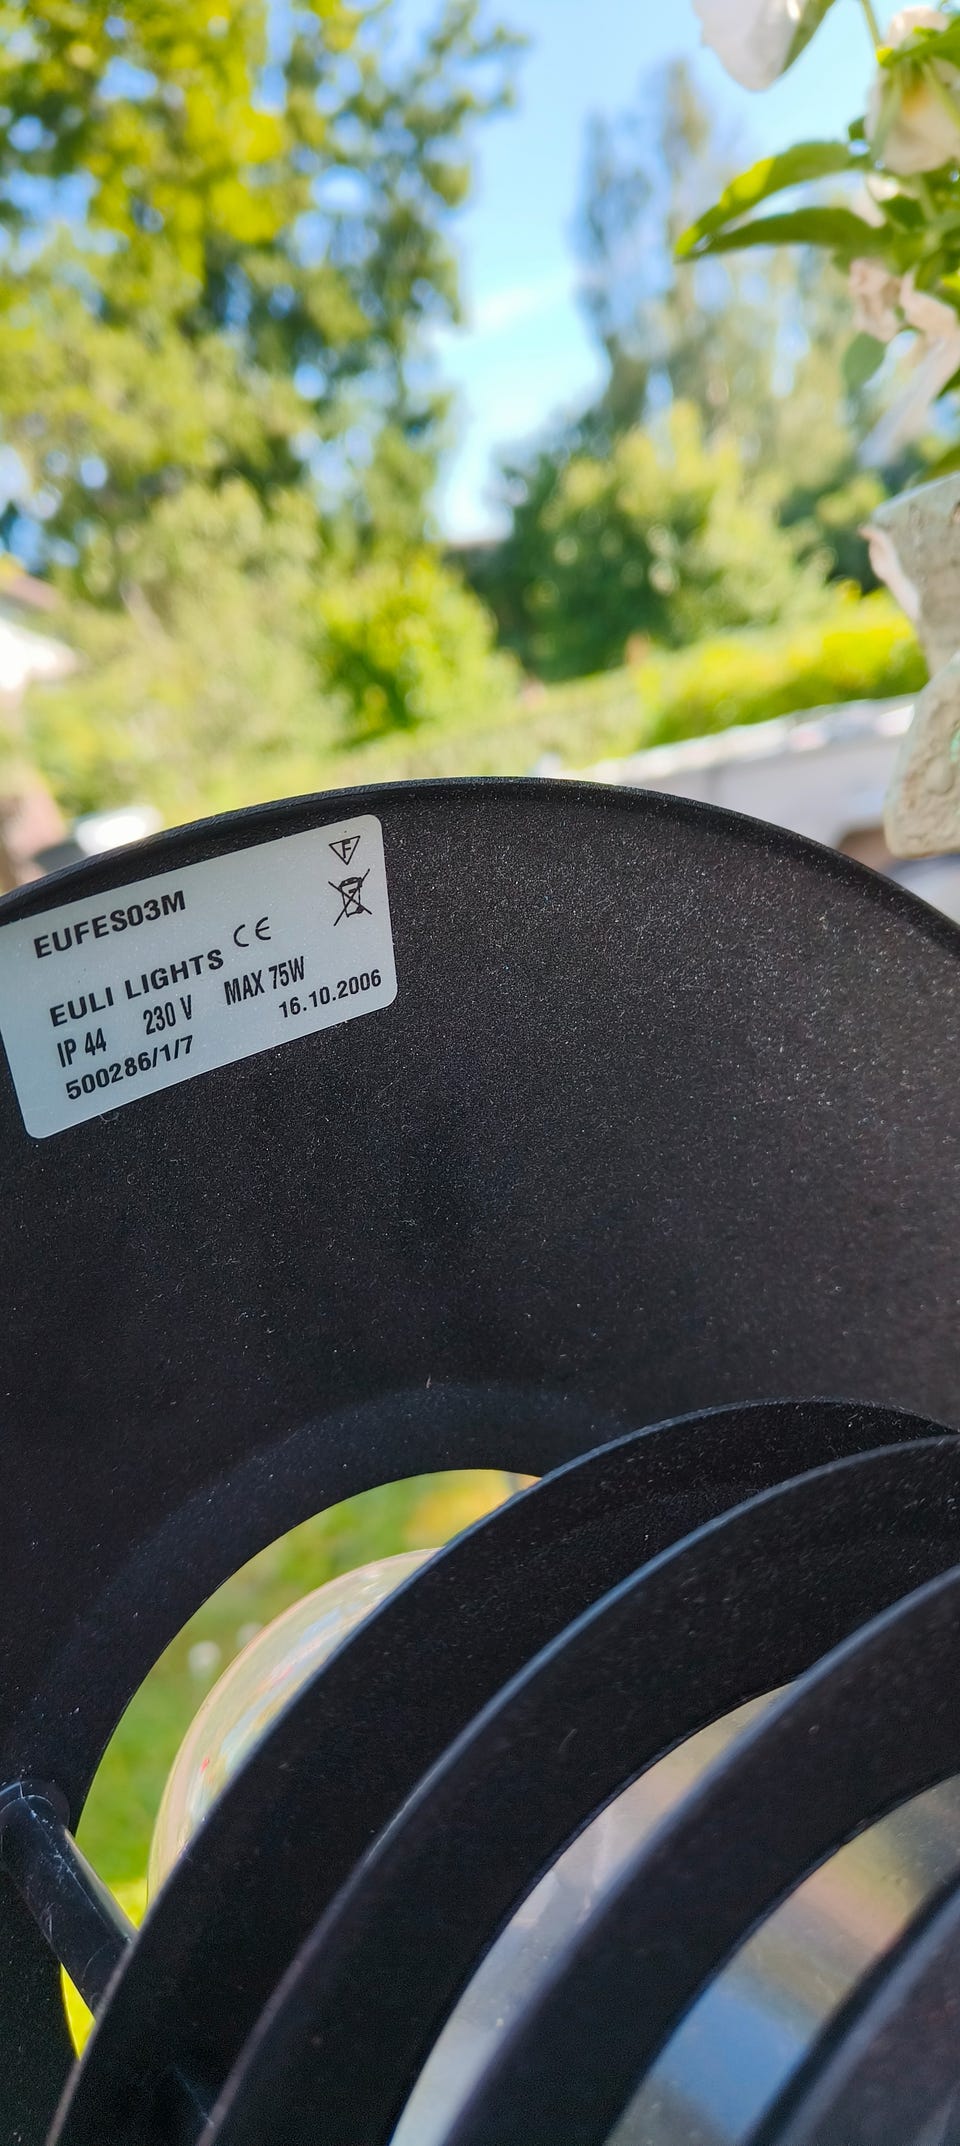 F
EUFES03M
CE
EULI LIGHTS
IP 44 230 V MAX 75W
500286/1/7 16.10.2006